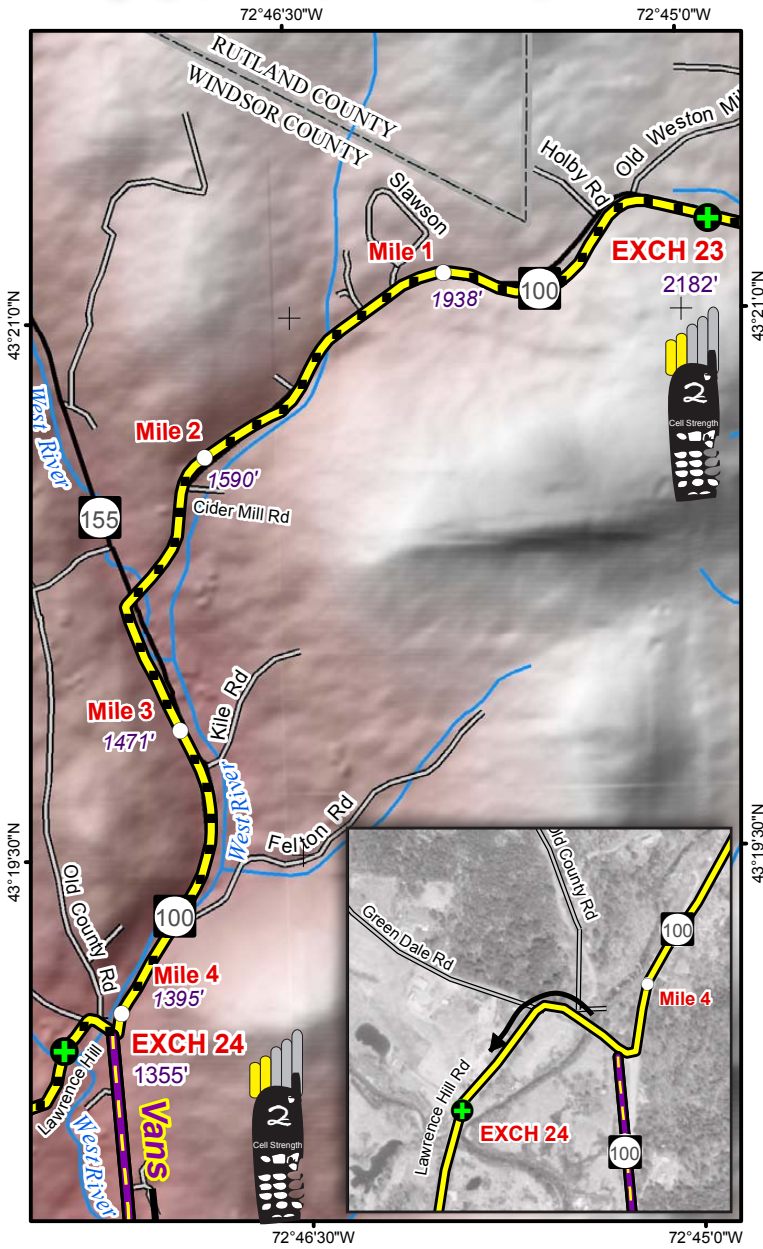 72°46'30"W
72°45'0"W
RUTLAND COUNTY
WINDSOR COUNTY
Old Weston Mi
Holby Rd
Slawson
Mile 1
1938'
100
EXCH 23
2182'
43°21'0"N
43°21'0"N
2
Cell Strength
West River
Mile 2
1590'
Cider Mill Rd
155
Kile Rd
Mile 3
1471'
West River
Felton Rd
43°19'30"N
43°19'30"N
Old County Rd
100
Mile 4
1395'
EXCH 24
1355'
Lawrence Hill
Vans
West River
2
Cell Strength
Old County Rd
Green Dale Rd
100
Mile 4
Lawrence Hill Rd
EXCH 24
100
72°46'30"W
72°45'0"W